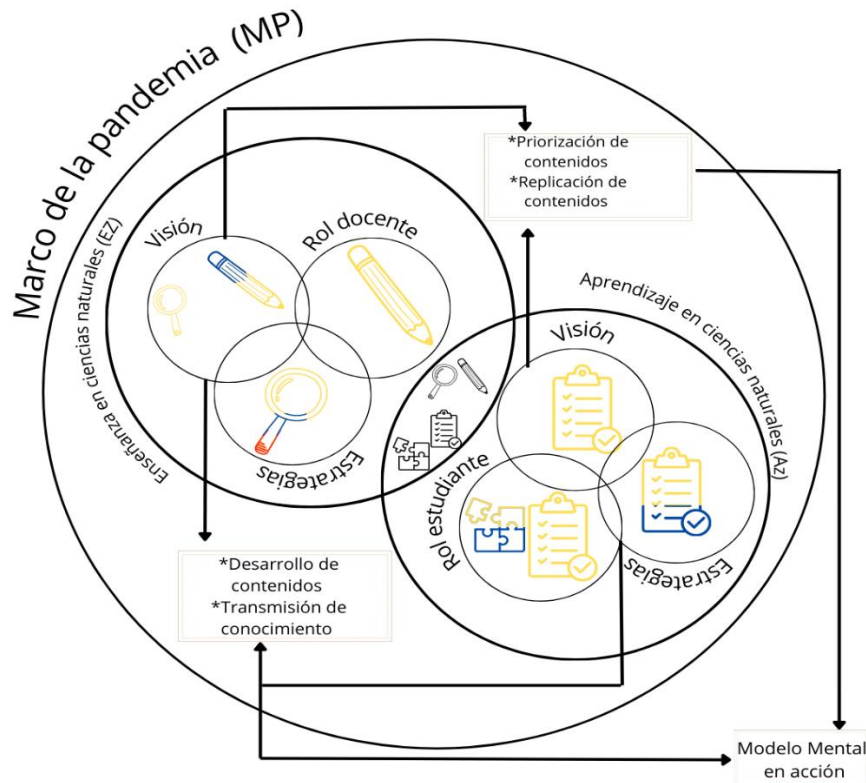 Marco de la pandemia (MP)
*Priorización de
contenidos
*Replicación de
contenidos
Enseñanza en ciencias naturales (EZ)
Visión
Rol docente
Estrategias
Aprendizaje en ciencias naturales (Az)
Visión
Rol estudiante
Estrategias
*Desarrollo de
contenidos
*Transmisión de
conocimiento
Modelo Mental
en acción